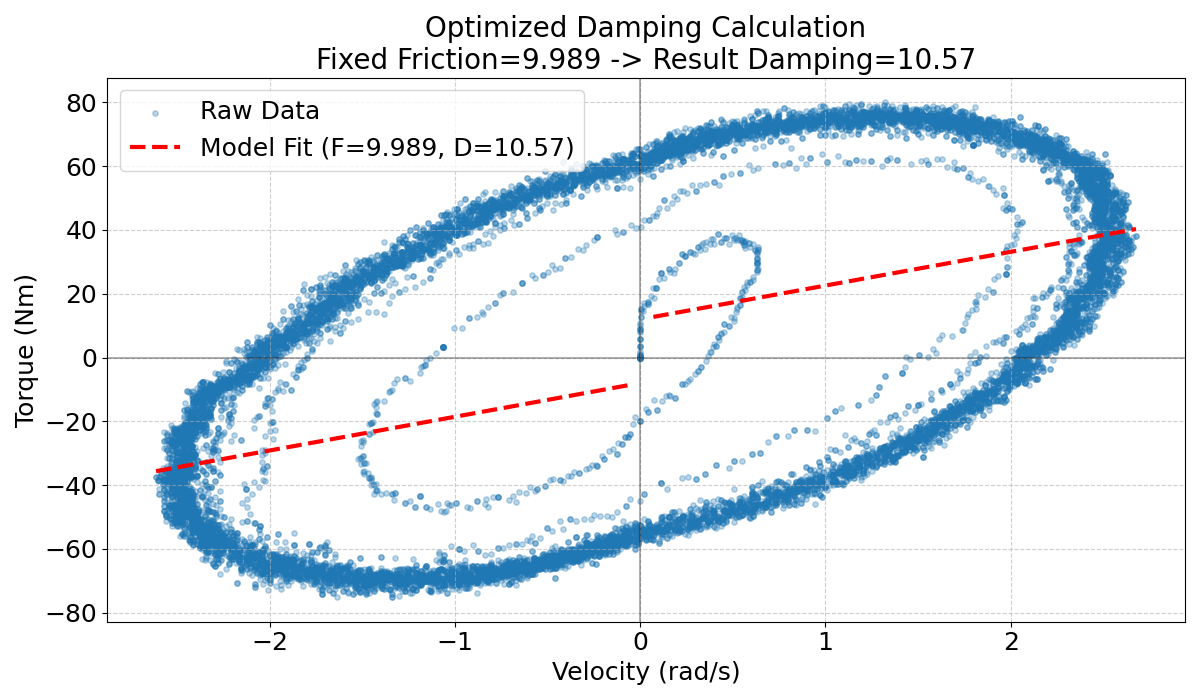 Optimized Damping Calculation
Fixed Friction=9.989 -> Result Damping=10.57
Raw Data
Model Fit (F=9.989, D=10.57)
Torque (Nm)
80
60
40
20
0
−20
−40
−60
−80
−2 −1 0 1 2
Velocity (rad/s)